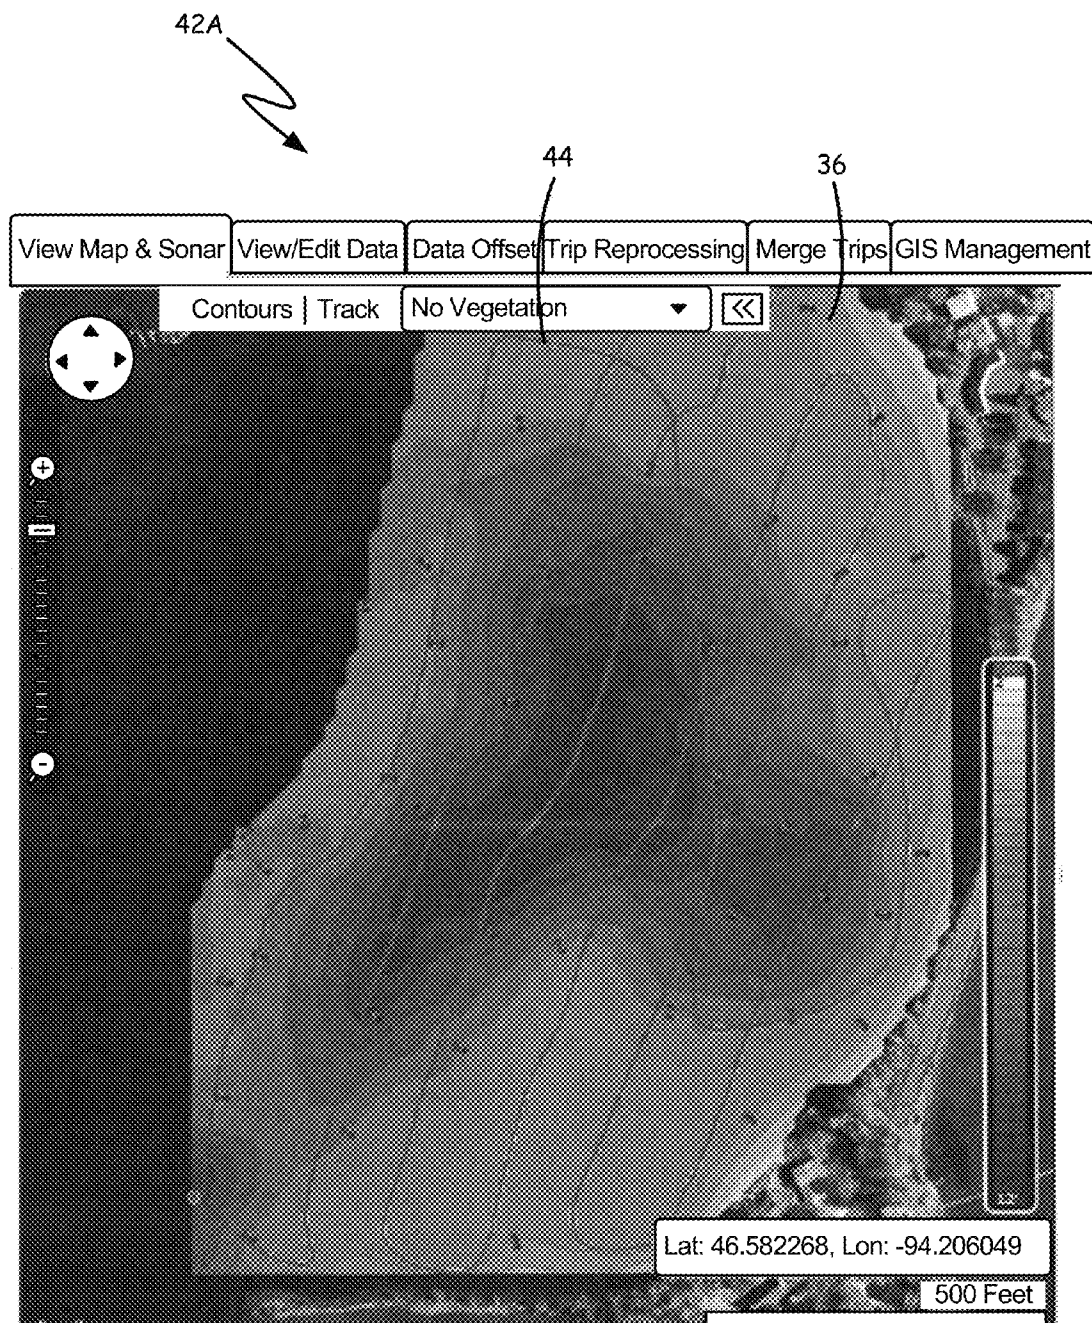 42A
44
36
View Map & Sonar View/Edit Data Data Offset Trip Reprocessing Merge Trips GIS Management
Contours | Track No Vegetation
Lat: 46.582268, Lon: -94.206049
500 Feet